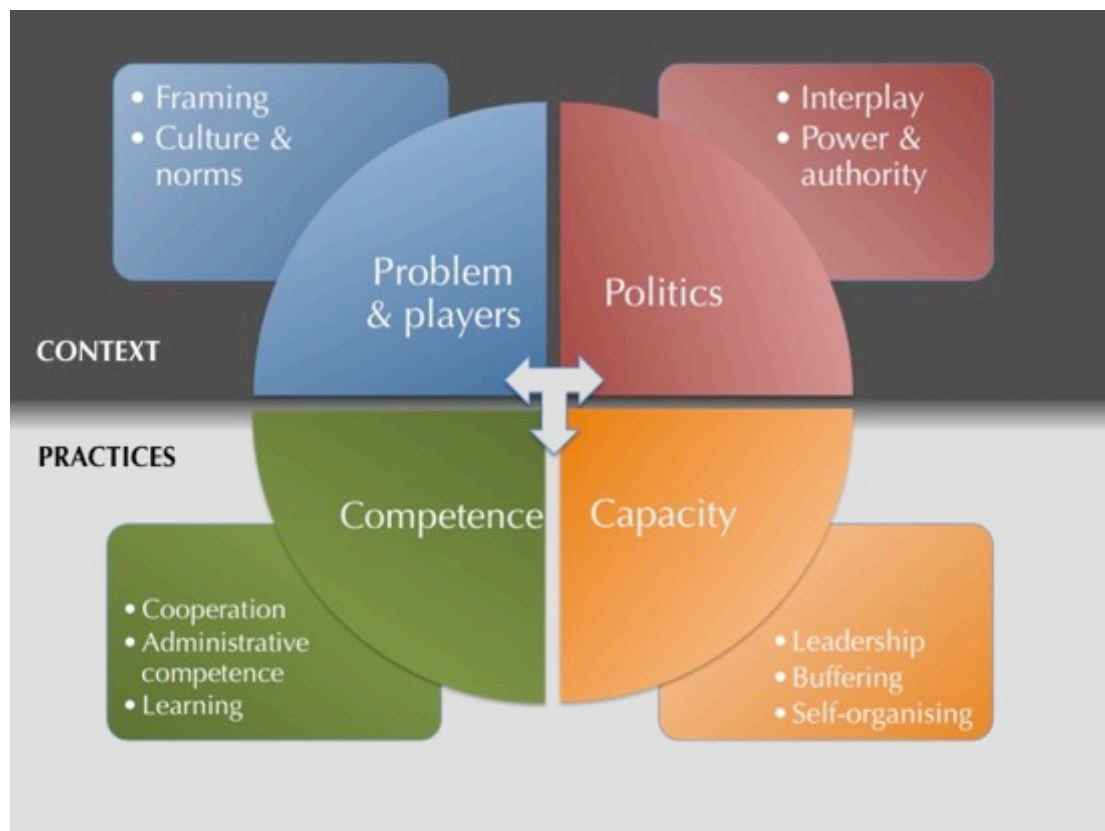 • Framing
• Culture &
norms
• Interplay
• Power &
authority
Problem
& players
Politics
CONTEXT
PRACTICES
Competence
Capacity
• Cooperation
• Administrative
competence
• Learning
• Leadership
• Buffering
• Self-organising